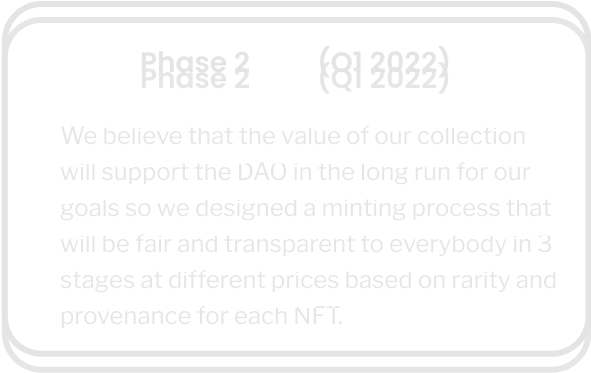 Phase 2 (Q1 2022)
We believe that the value of our collection
will support the DAO in the long run for our
goals so we designed a minting process that
will be fair and transparent to everybody in 3
stages at different prices based on rarity and
provenance for each NFT.